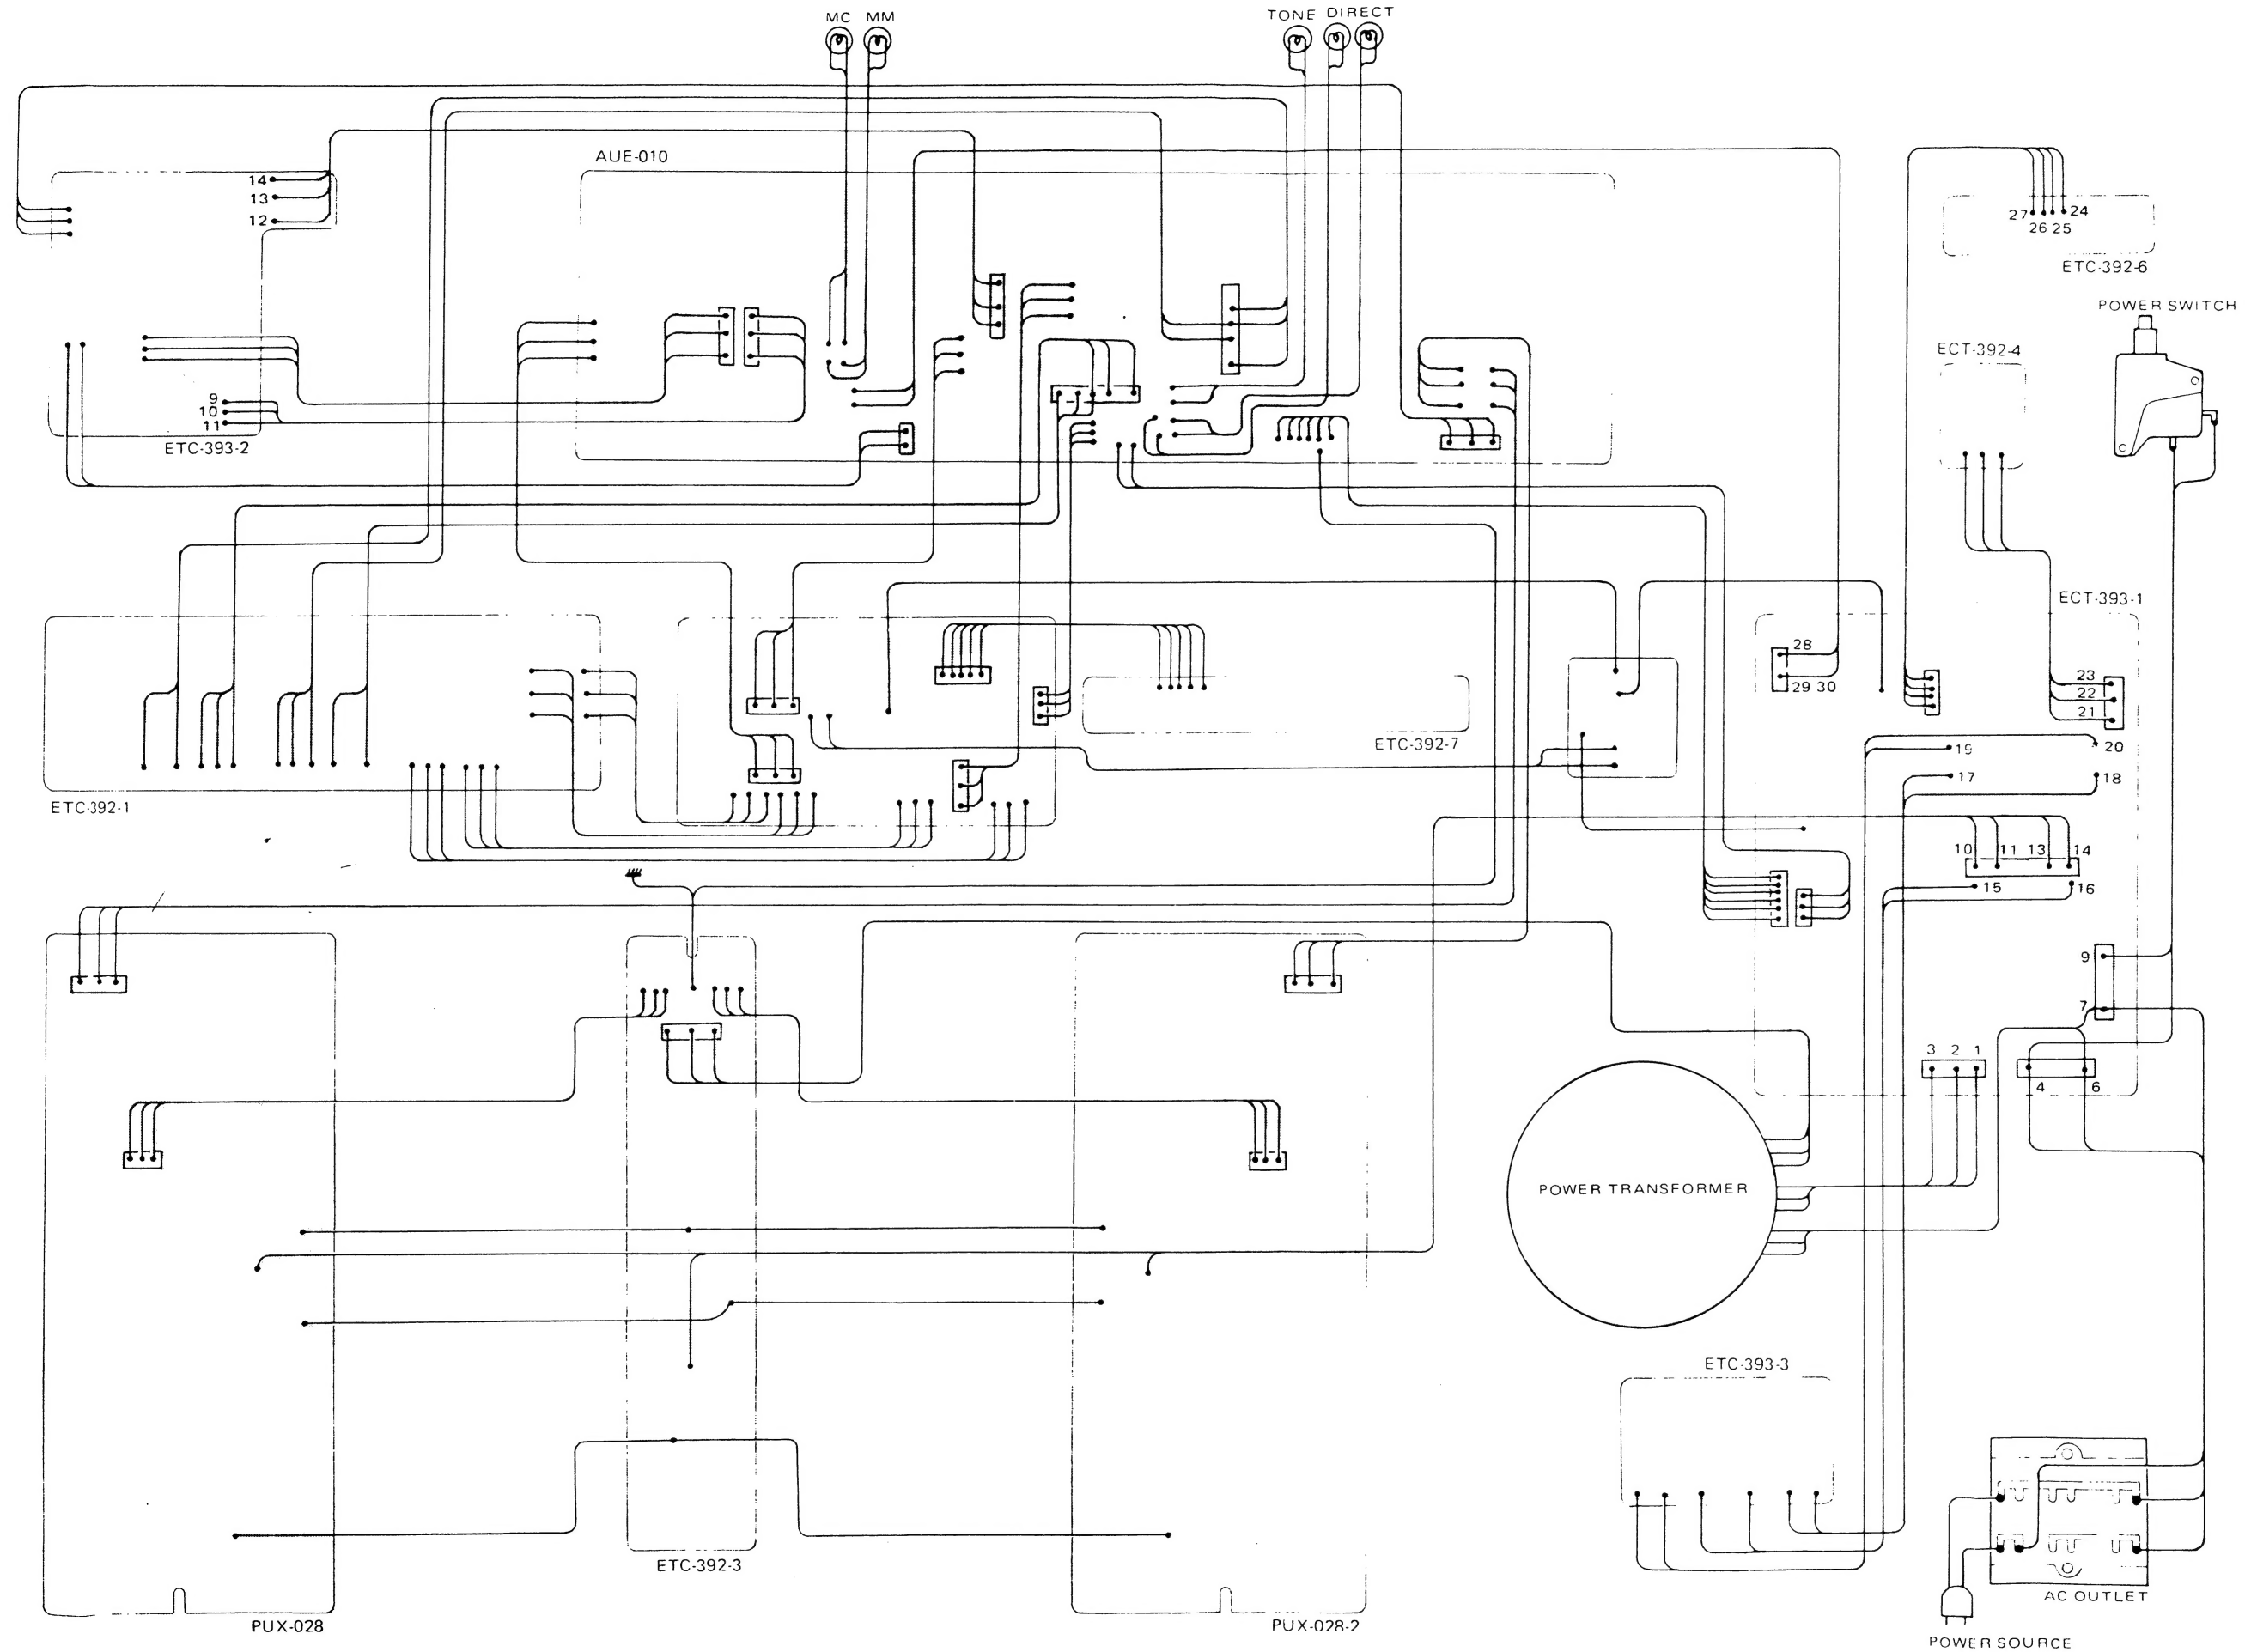 MC MM
TONE DIRECT
AUE-010
14
13
12
27 24
26 25
ETC-392-6
POWER SWITCH
ECT-392-4
9
10
11
ETC-393-2
ECT-393-1
28
29 30
23
22
21
ETC-392-7
19 20
17 18
ETC-392-1
10 11 13 14
15 16
9
7
3 2 1
4 6
POWER TRANSFORMER
ETC-393-3
ETC-392-3
AC OUTLET
PUX-028
PUX-028-2
POWER SOURCE